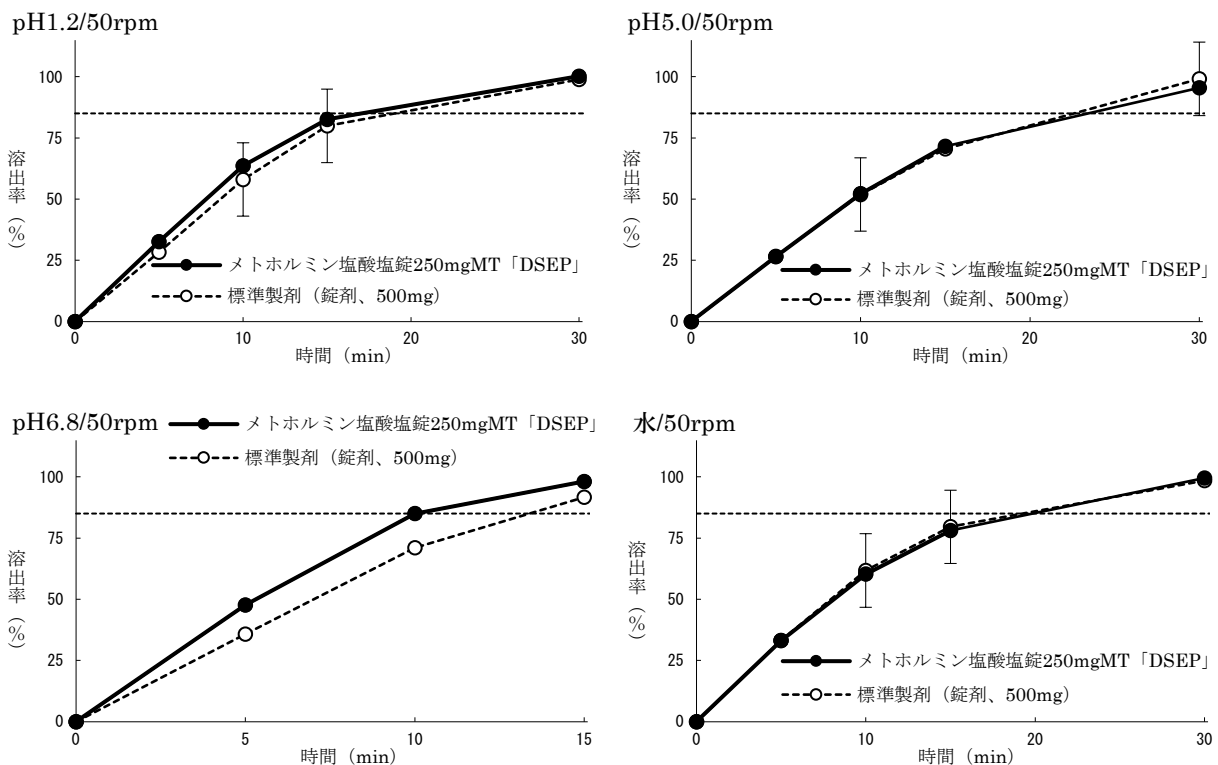 pH1.2/50rpm
100
75
50
25
0
溶出率（%）
メトホルミン塩酸塩錠250mgMT「DSEP」
標準製剤（錠剤、500mg）
0 10 20 30
時間（min）
pH5.0/50rpm
100
75
50
25
0
溶出率（%）
メトホルミン塩酸塩錠250mgMT「DSEP」
標準製剤（錠剤、500mg）
0 10 20 30
時間（min）
pH6.8/50rpm
メトホルミン塩酸塩錠250mgMT「DSEP」
標準製剤（錠剤、500mg）
100
75
50
25
0
溶出率（%）
0 5 10 15
時間（min）
水/50rpm
100
75
50
25
0
溶出率（%）
メトホルミン塩酸塩錠250mgMT「DSEP」
標準製剤（錠剤、500mg）
0 10 20 30
時間（min）